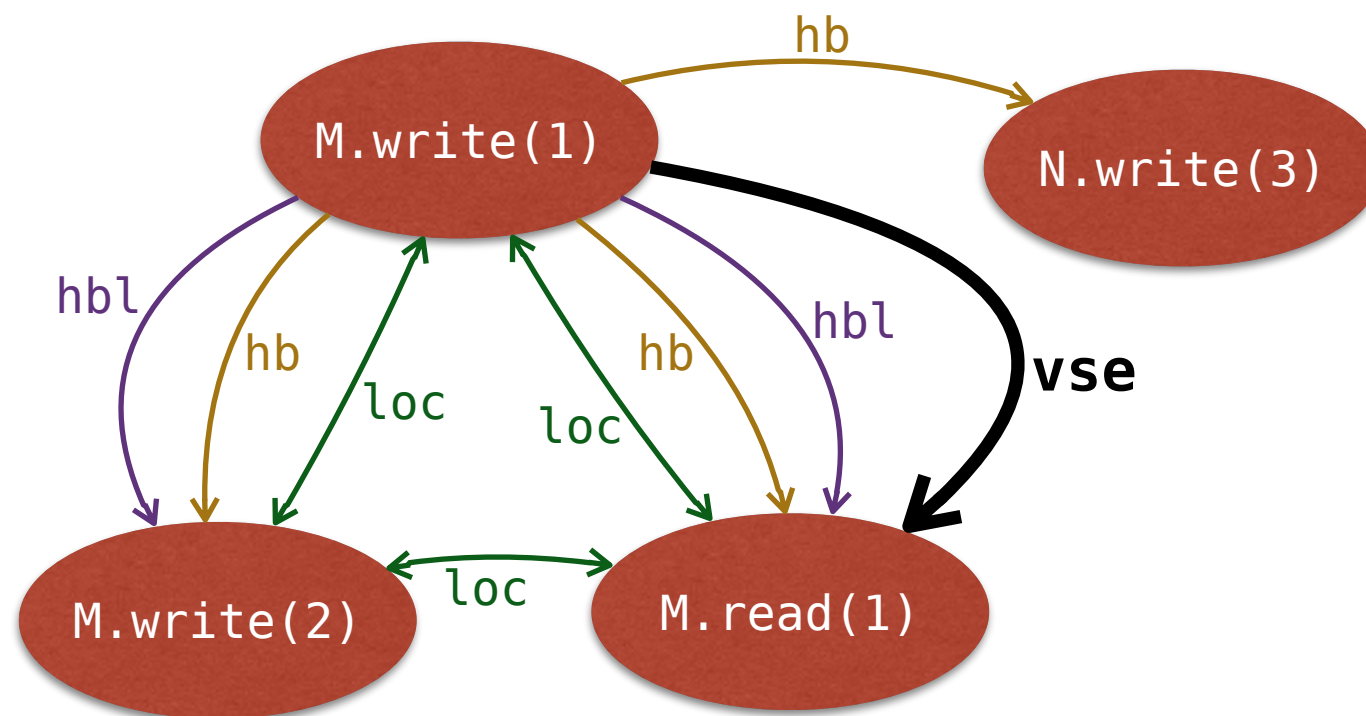 hb
M.write(1)
N.write(3)
hbl
hb
loc
loc
hb
hbl
vse
loc
M.write(2)
M.read(1)